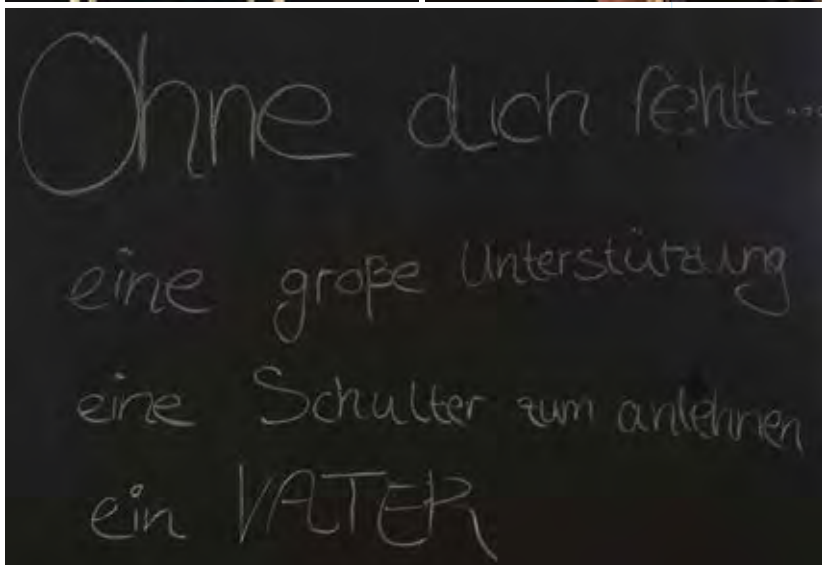 Ohne dich fehlt...
eine große Unterstützung
eine Schulter zum anlehnen
ein VATER